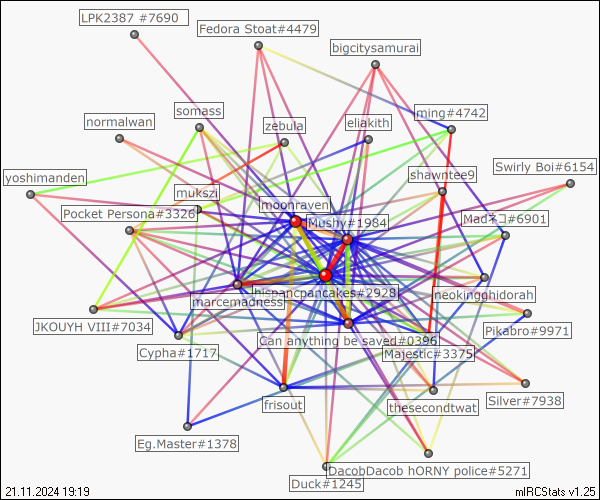 LPK2387 #7690
Fedora Stoat#4479
bigcitysamurai
ming#4742
somass
normalwan
zebula
eliakith
shawntee9
Swirly Boi#6154
yoshimanden
mukszi
moonraven
Pocket Persona#3326
Mushy#1984
Madネコ#6901
hispancpancakes#2928
neokingghidorah
marcemadness
JKOUYH VIII#7034
Can anything be saved#0396
Pikabro#9971
Cypha#1717
Majestic#3375
frisout
thesecondtwat
Silver#7938
Eg.Master#1378
DacobDacob hORNY police#5271
Duck#1245
21.11.2024 19:19
mIRCStats v1.25